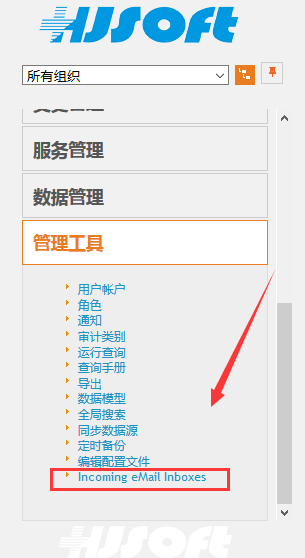 HJSOFT
所有组织
服务管理
数据管理
管理工具
用户帐户
角色
通知
审计类别
运行查询
查询手册
导出
数据模型
全局搜索
同步数据源
定时备份
编辑配置文件
Incoming eMail Inboxes
HJSOFT